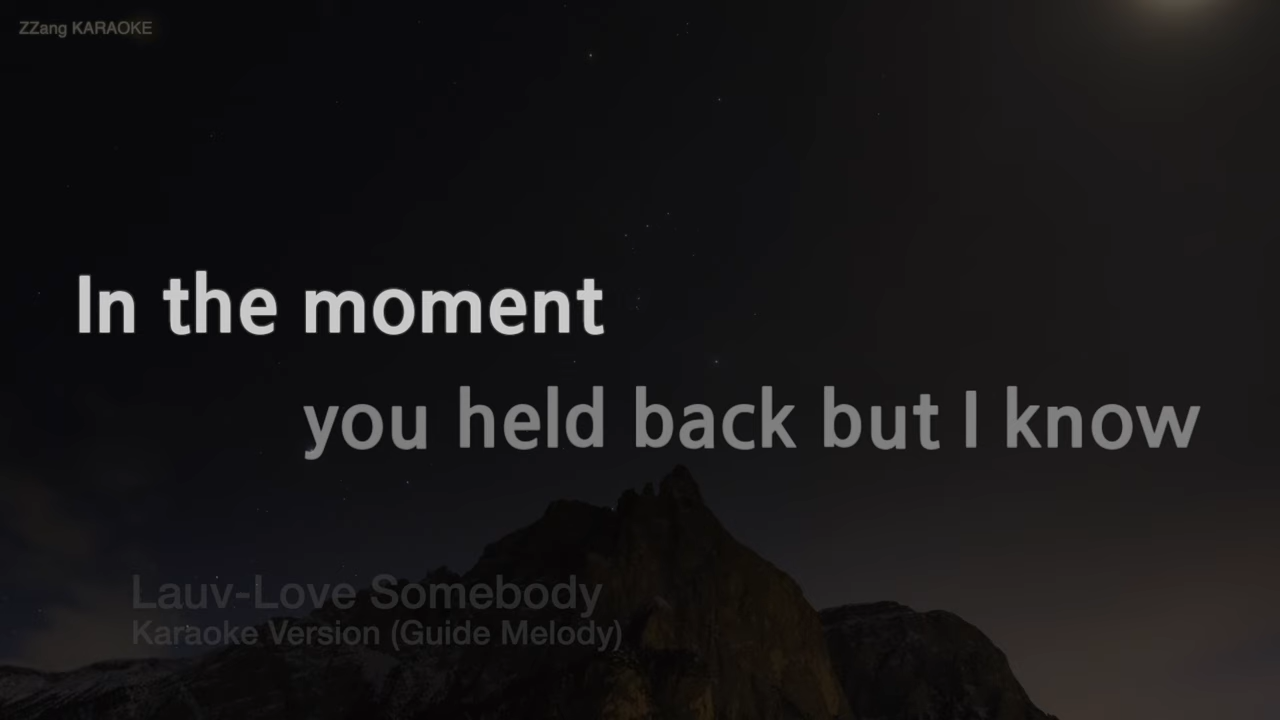 ZZang KARAOKE
In the moment
you held back but I know
Lauv-Love Somebody
Karaoke Version (Guide Melody)